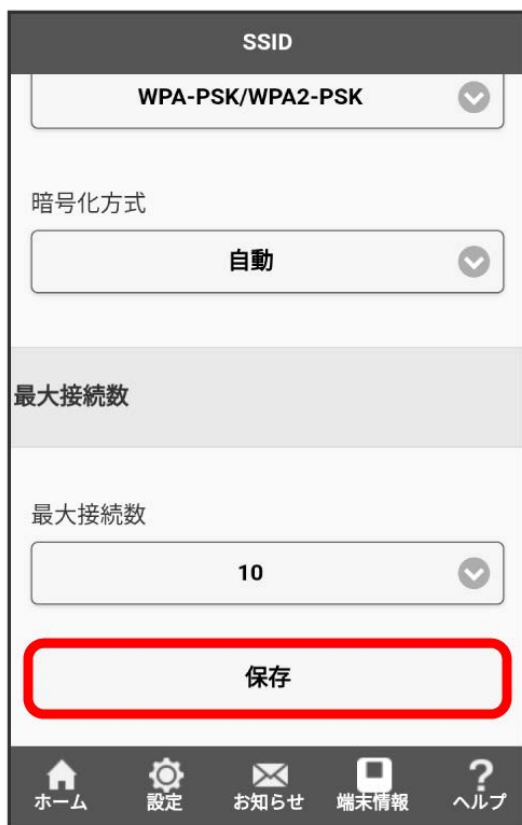 SSID
WPA-PSK/WPA2-PSK
暗号化方式
自動
最大接続数
最大接続数
10
保存
ホーム 設定 お知らせ 端末情報 ヘルプ